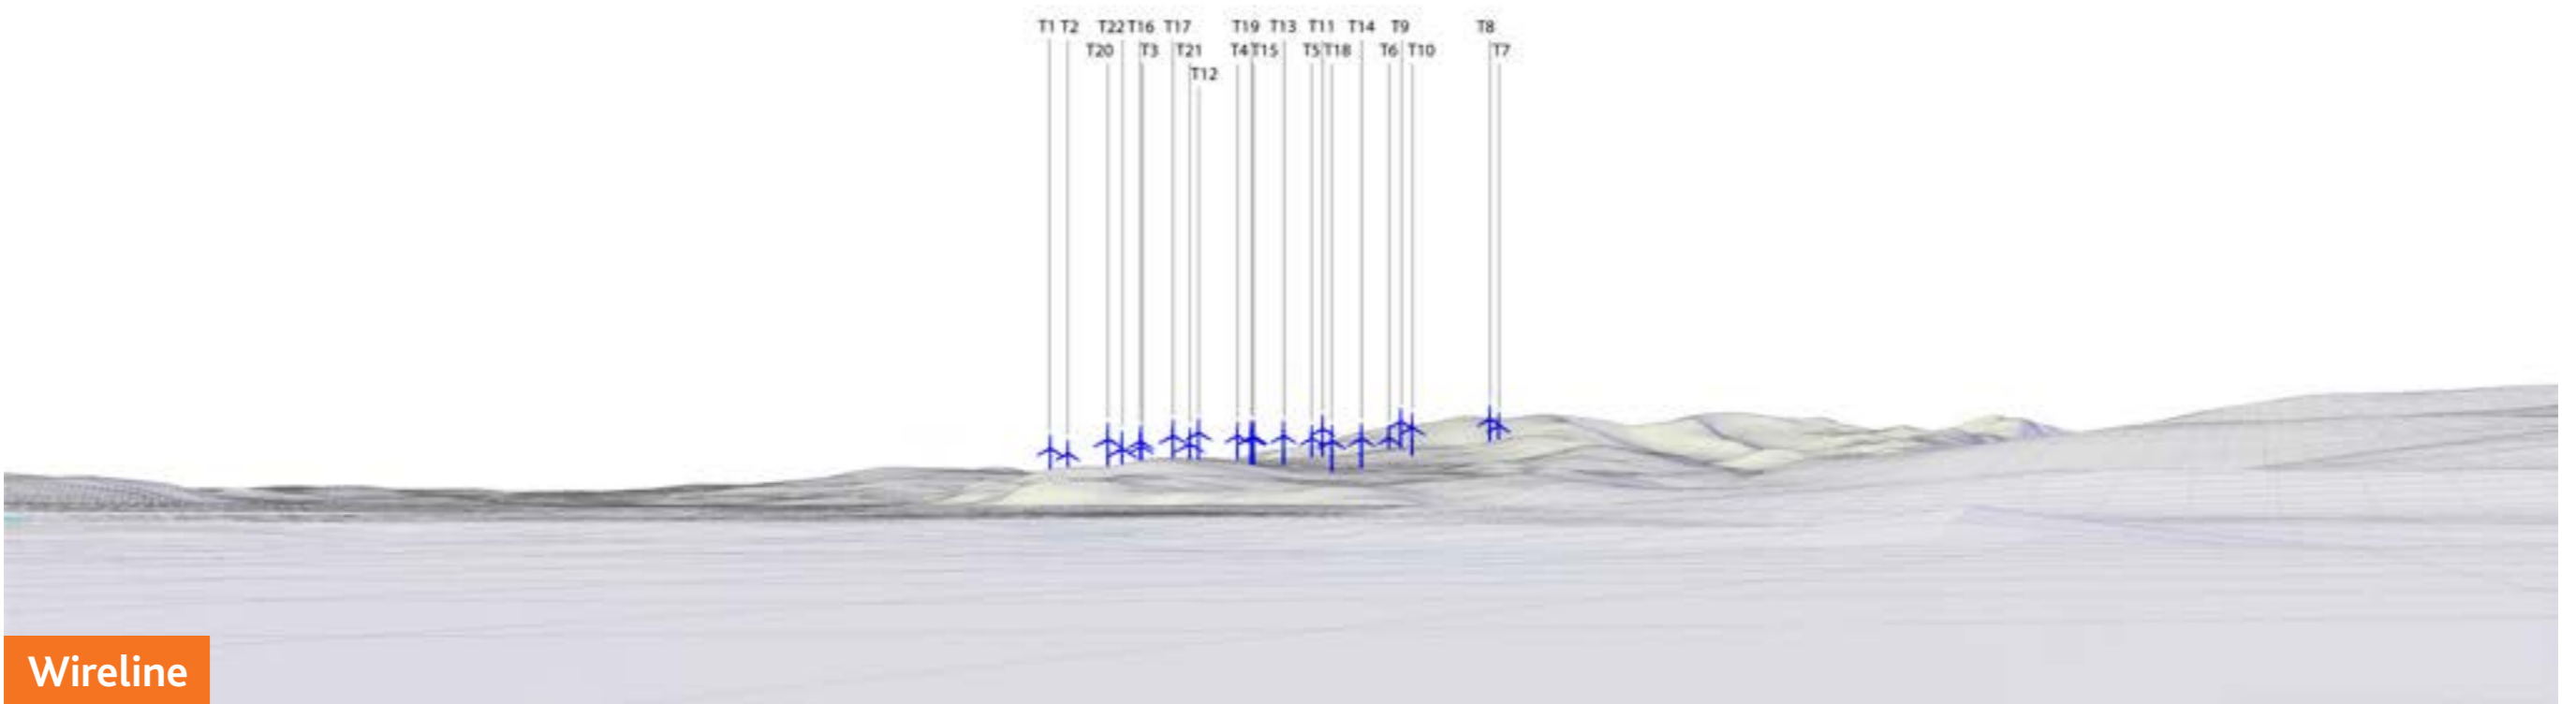 T1 T2 T22 T16 T17 T19 T13 T11 T14 T9 T8
T20 T3 T21 T4 T15 T5 T18 T6 T10 T7
T12
Wireline